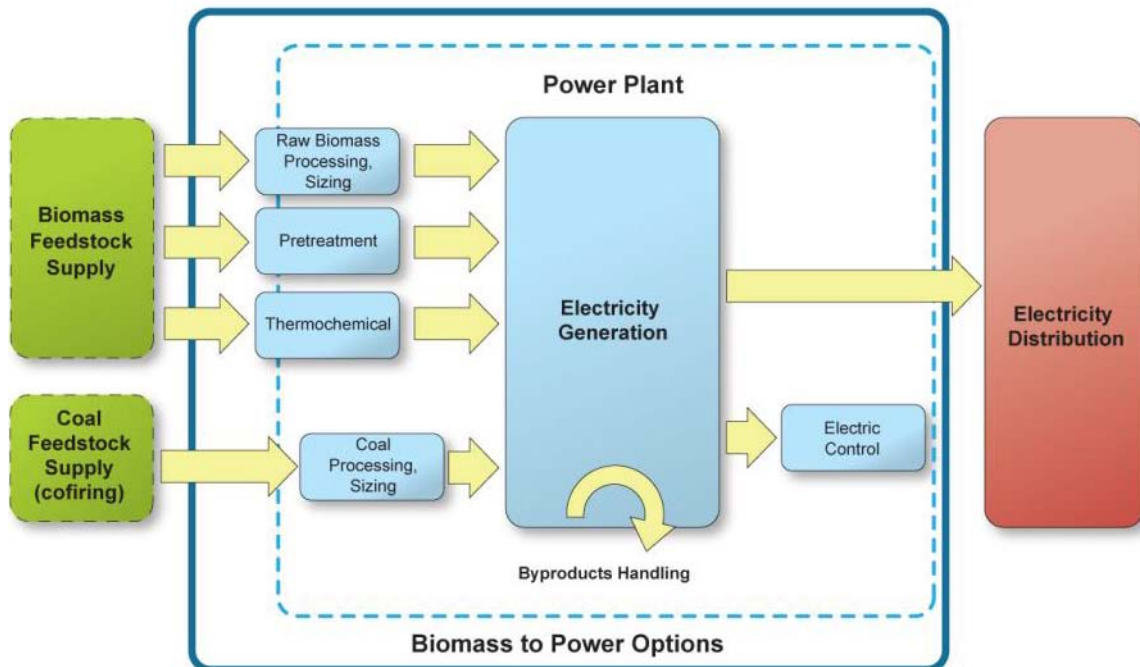 Power Plant
Biomass
Feedstock
Supply
Raw Biomass
Processing,
Sizing
Pretreatment
Thermochemical
Coal
Feedstock
Supply
(cofiring)
Coal
Processing,
Sizing
Electricity
Generation
Byproducts Handling
Electric
Control
Electricity
Distribution
Biomass to Power Options